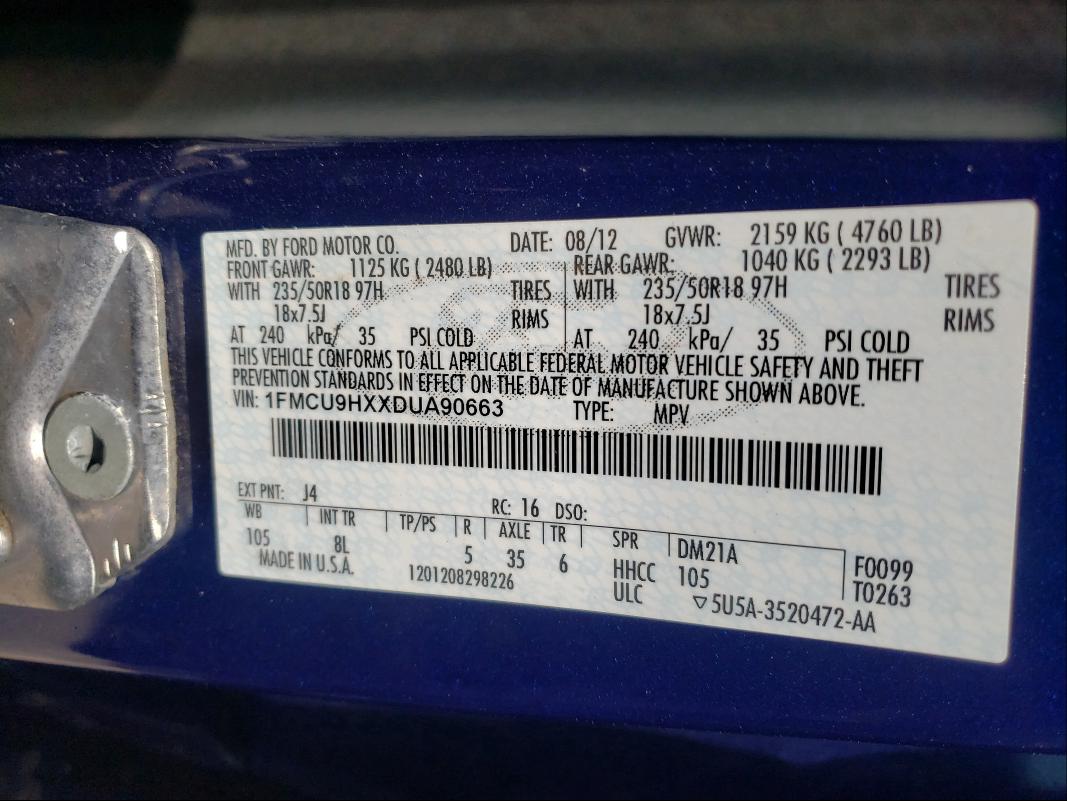 MFD. BY FORD MOTOR CO. DATE: 08/12 GVWR: 2159 KG ( 4760 LB)
FRONT GAWR: 1125 KG ( 2480 LB) REAR GAWR: 1040 KG ( 2293 LB)
WITH 235/50R18 97H TIRES WITH 235/50R18 97H TIRES
18x7.5J RIMS 18x7.5J RIMS
AT 240 kPa/ 35 PSI COLD AT 240 kPa/ 35 PSI COLD
THIS VEHICLE CONFORMS TO ALL APPLICABLE FEDERAL MOTOR VEHICLE SAFETY AND THEFT
PREVENTION STANDARDS IN EFFECT ON THE DATE OF MANUFACTURE SHOWN ABOVE.
VIN: 1FMCU9HXXDUA90663 TYPE: MPV
EXT PNT: J4 RC: 16 DSO:
WB INT TR TP/PS R AXLE TR SPR DM21A
105 8L 5 35 6 HHCC 105 F0099
MADE IN U.S.A. 1201208298226 ULC ▽5U5A-3520472-AA T0263